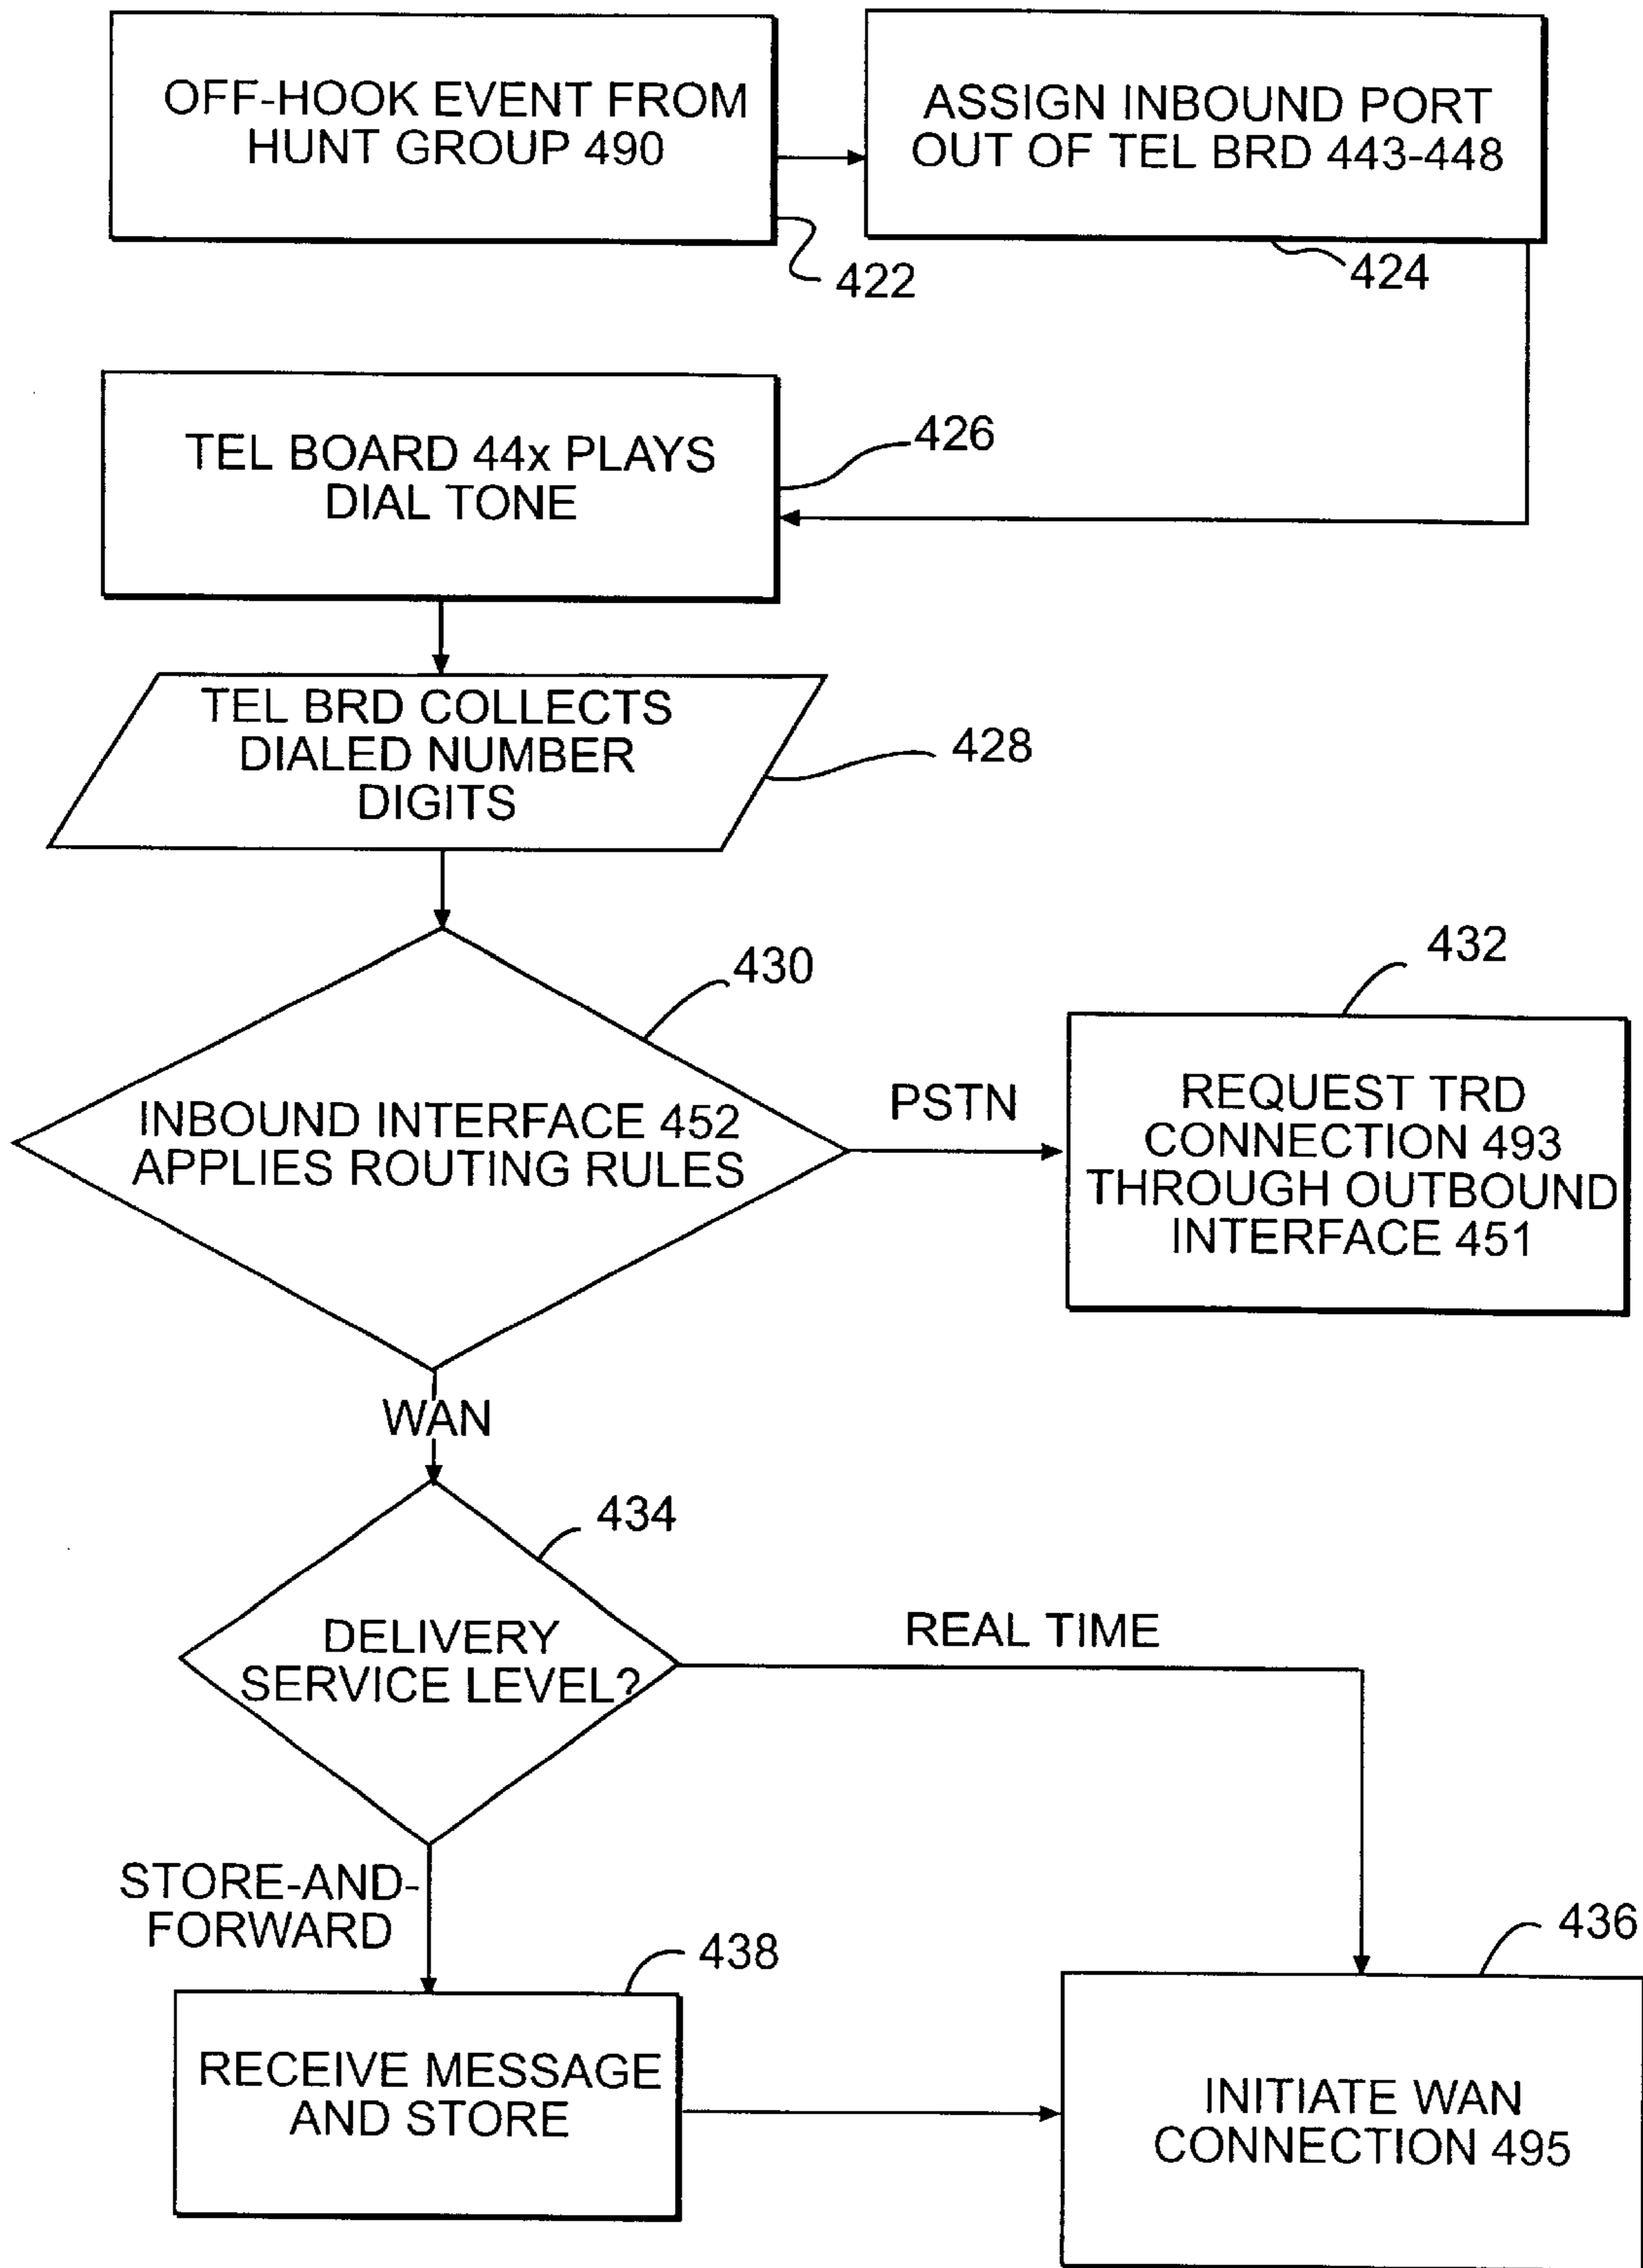 OFF-HOOK EVENT FROM
HUNT GROUP 490
ASSIGN INBOUND PORT
OUT OF TEL BRD 443-448
422
424
TEL BOARD 44x PLAYS
DIAL TONE
426
TEL BRD COLLECTS
DIALED NUMBER
DIGITS
428
430
432
INBOUND INTERFACE 452
APPLIES ROUTING RULES
PSTN
REQUEST TRD
CONNECTION 493
THROUGH OUTBOUND
INTERFACE 451
WAN
434
DELIVERY
SERVICE LEVEL?
REAL TIME
STORE-AND-
FORWARD
438
436
RECEIVE MESSAGE
AND STORE
INITIATE WAN
CONNECTION 495